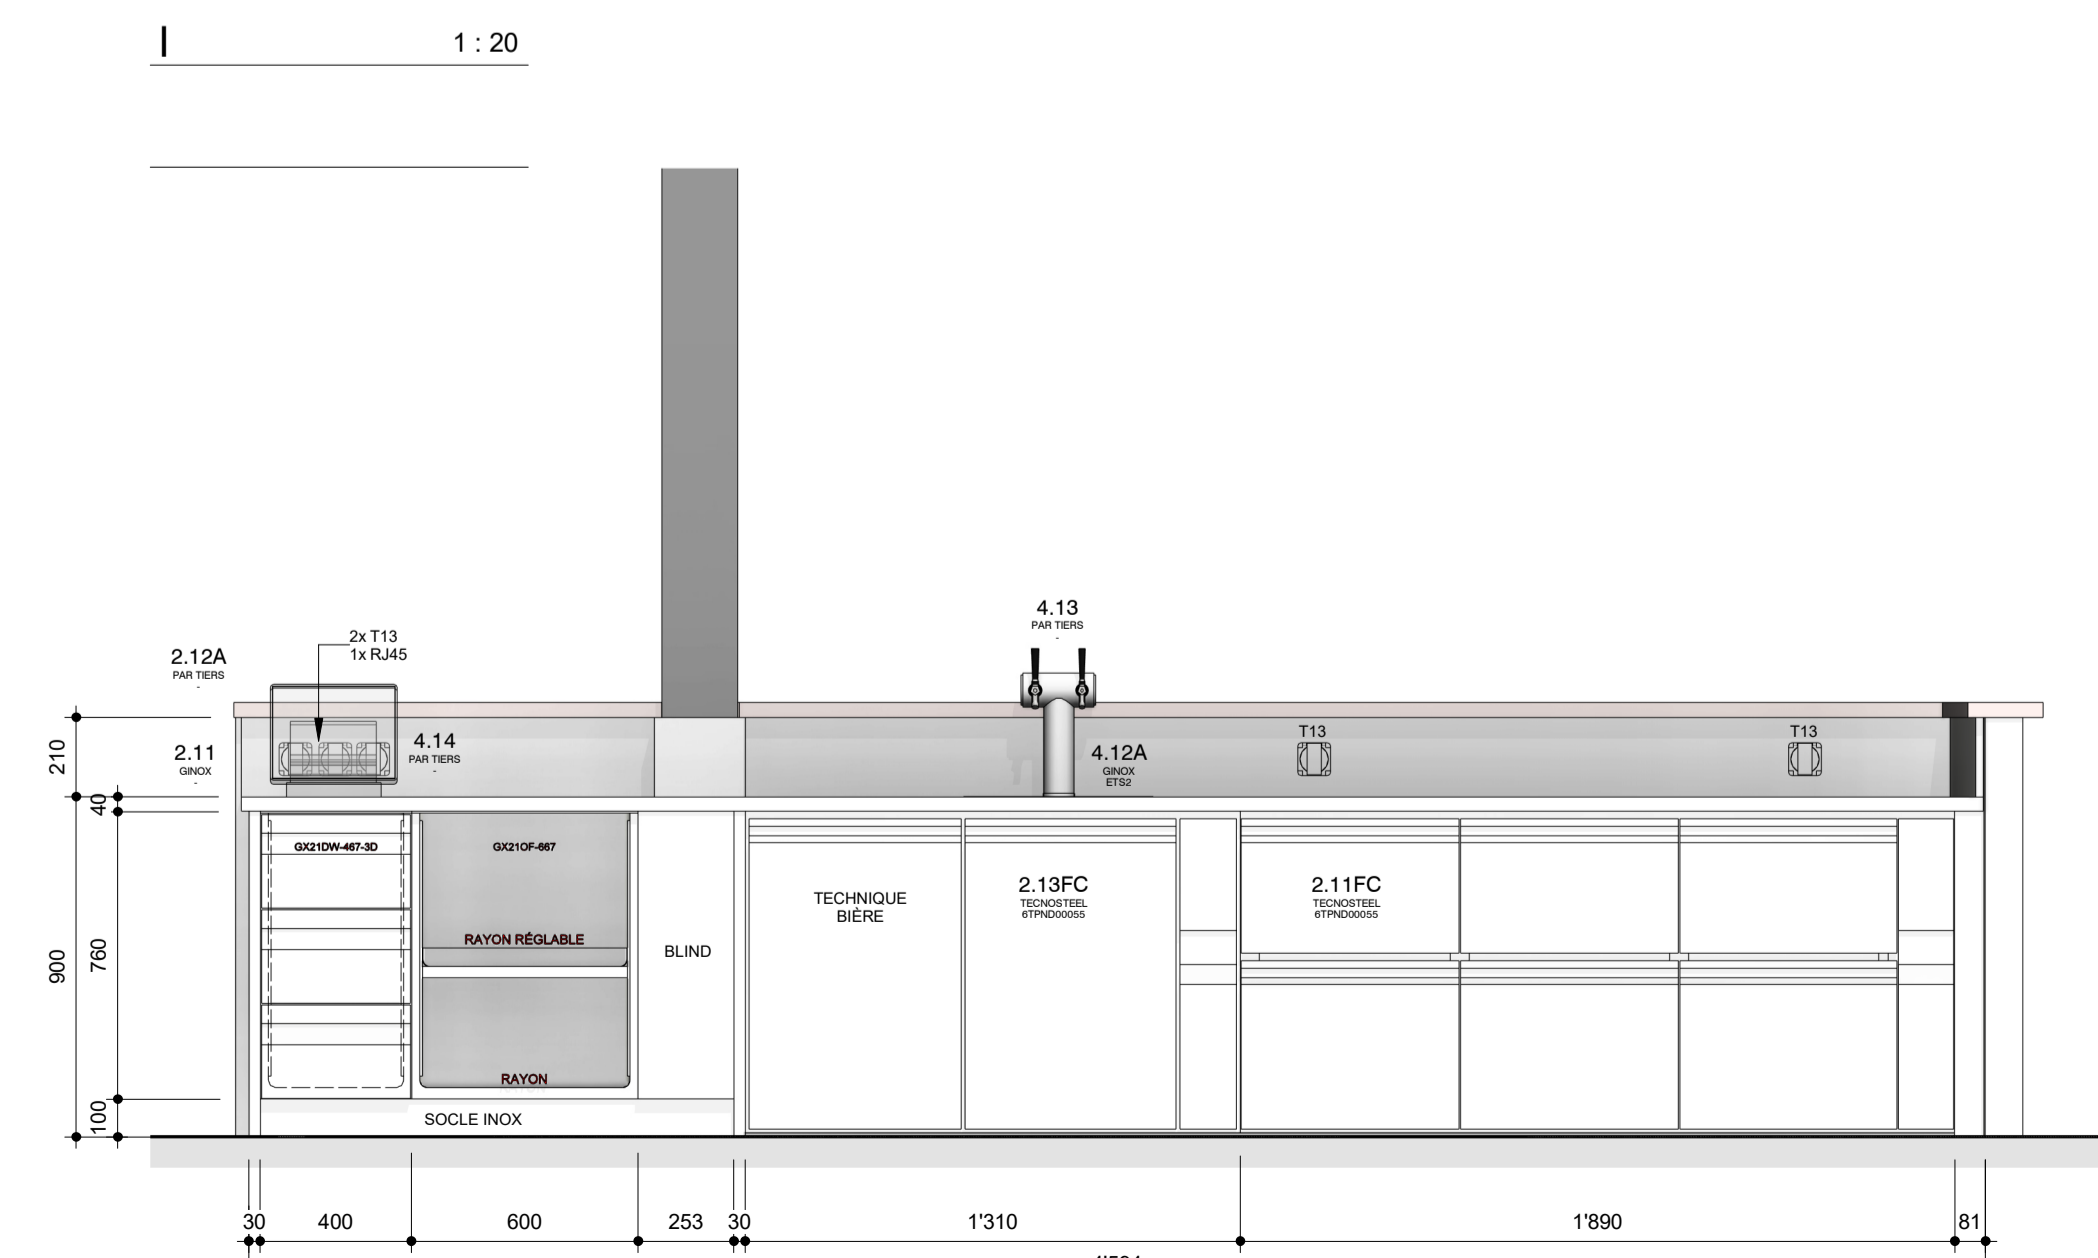 I 1 : 20
4.13
PAR TIERS
-
2x T13
1x RJ45
2.12A
PAR TIERS
-
2.11
GINOX
-
4.14
PAR TIERS
-
4.12A
GINOX
ETS2
T13
T13
210
40
900
760
100
GX21DW-467-3D
GX21OF-667
RAYON RÉGLABLE
RAYON
BLIND
SOCLE INOX
TECHNIQUE
BIÈRE
2.13FC
TECNOSTEEL
6TPND00055
2.11FC
TECNOSTEEL
6TPND00055
30 400 600 253 30 1'310 1'890 81